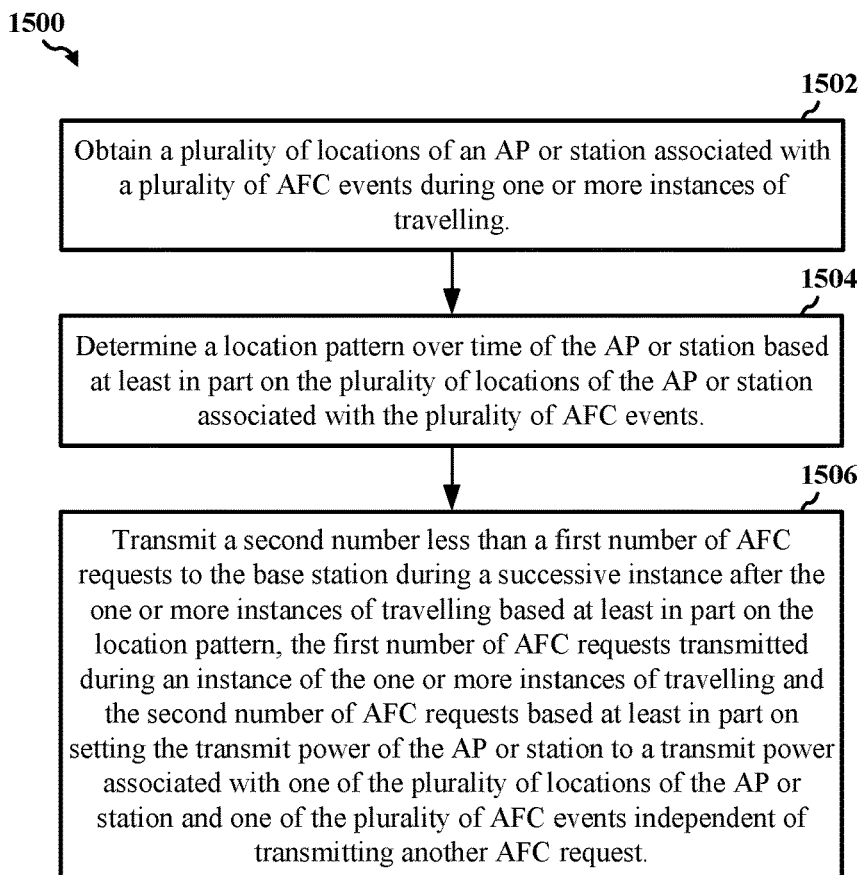 1500
1502
Obtain a plurality of locations of an AP or station associated with
a plurality of AFC events during one or more instances of
travelling.
1504
Determine a location pattern over time of the AP or station based
at least in part on the plurality of locations of the AP or station
associated with the plurality of AFC events.
1506
Transmit a second number less than a first number of AFC
requests to the base station during a successive instance after the
one or more instances of travelling based at least in part on the
location pattern, the first number of AFC requests transmitted
during an instance of the one or more instances of travelling and
the second number of AFC requests based at least in part on
setting the transmit power of the AP or station to a transmit power
associated with one of the plurality of locations of the AP or
station and one of the plurality of AFC events independent of
transmitting another AFC request.